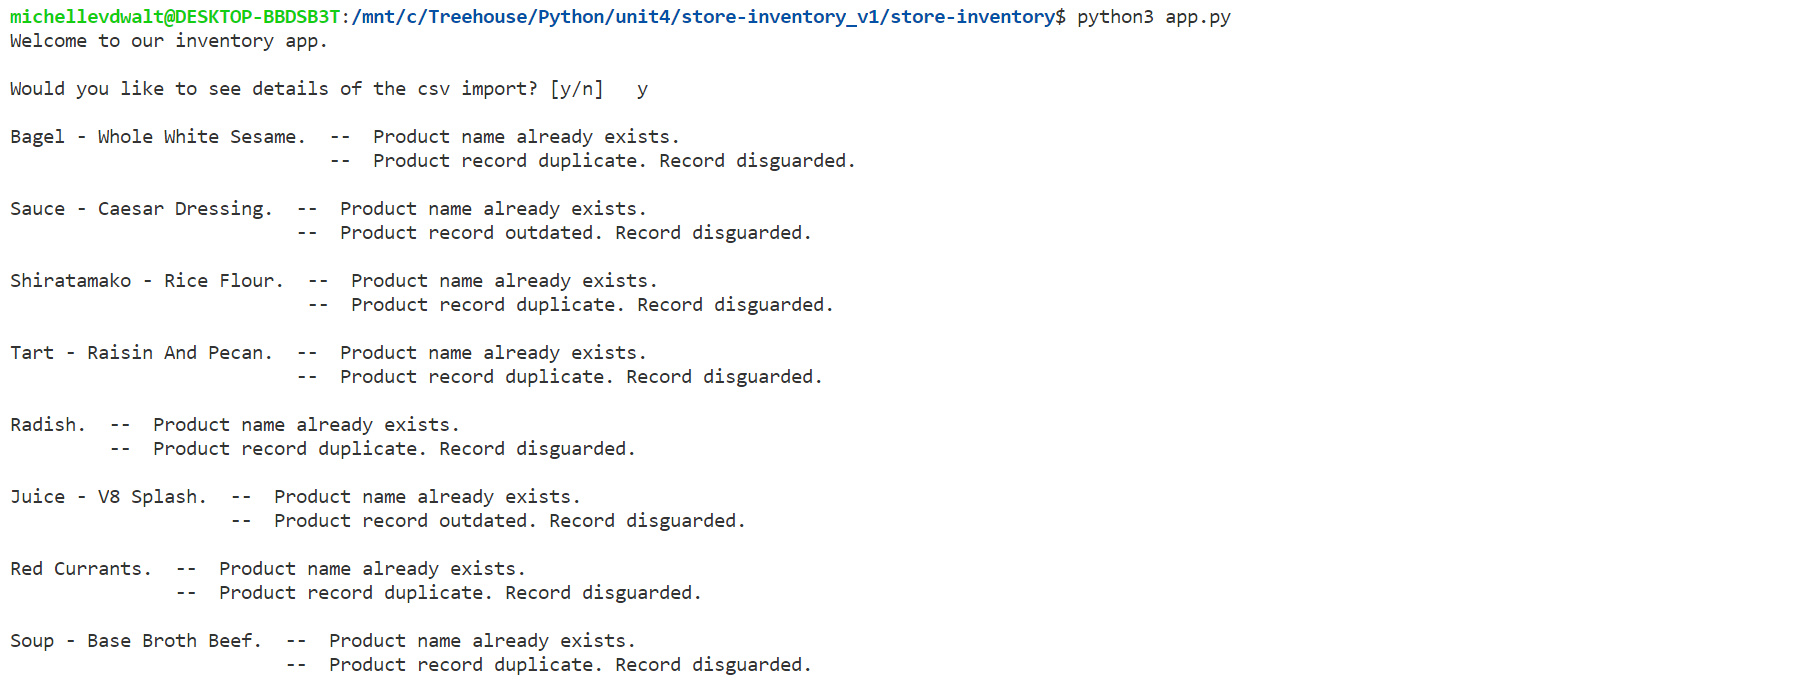 michellevdwalt@DESKTOP-BBDSB3T:/mnt/c/Treehouse/Python/unit4/store-inventory_v1/store-inventory$ python3 app.py
Welcome to our inventory app.
Would you like to see details of the csv import? [y/n]   y
Bagel - Whole White Sesame.  --  Product name already exists.
--  Product record duplicate. Record disguarded.
Sauce - Caesar Dressing.  --  Product name already exists.
--  Product record outdated. Record disguarded.
Shiratamako - Rice Flour.  --  Product name already exists.
--  Product record duplicate. Record disguarded.
Tart - Raisin And Pecan.  --  Product name already exists.
--  Product record duplicate. Record disguarded.
Radish.  --  Product name already exists.
--  Product record duplicate. Record disguarded.
Juice - V8 Splash.  --  Product name already exists.
--  Product record outdated. Record disguarded.
Red Currants.  --  Product name already exists.
--  Product record duplicate. Record disguarded.
Soup - Base Broth Beef.  --  Product name already exists.
--  Product record duplicate. Record disguarded.